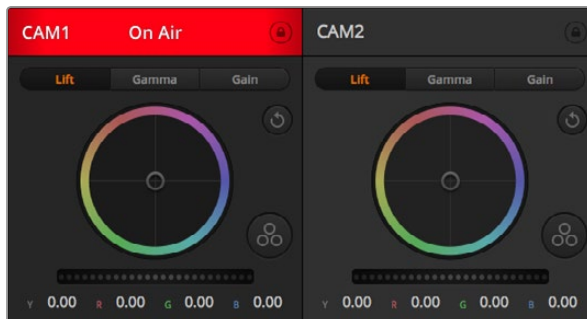 CAM1 On Air CAM2
Lift Gamma Gain Lift Gamma Gain
Y 0.00 R 0.00 G 0.00 B 0.00 Y 0.00 R 0.00 G 0.00 B 0.00